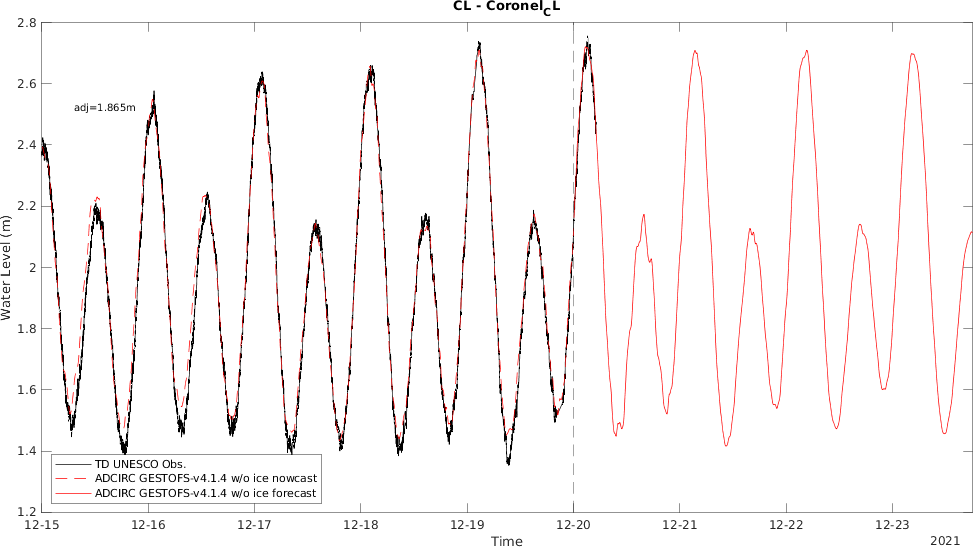 CL - Coronel_CL
2.8
2.6
adj=1.865m
2.4
2.2
2
1.8
1.6
1.4
1.2
Water Level (m)
TD UNESCO Obs.
ADCIRC GESTOFS-v4.1.4 w/o ice nowcast
ADCIRC GESTOFS-v4.1.4 w/o ice forecast
12-15 12-16 12-17 12-18 12-19 12-20 12-21 12-22 12-23
Time
2021